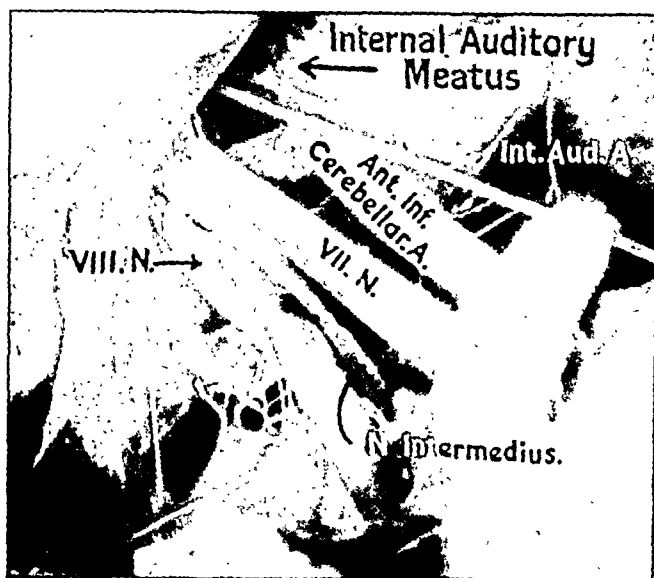 Internal Auditory
Meatus
Int. Aud. A.
Ant. Inf.
Cerebellar. A.
VII. N.
VIII. N.
N. Intermedius.